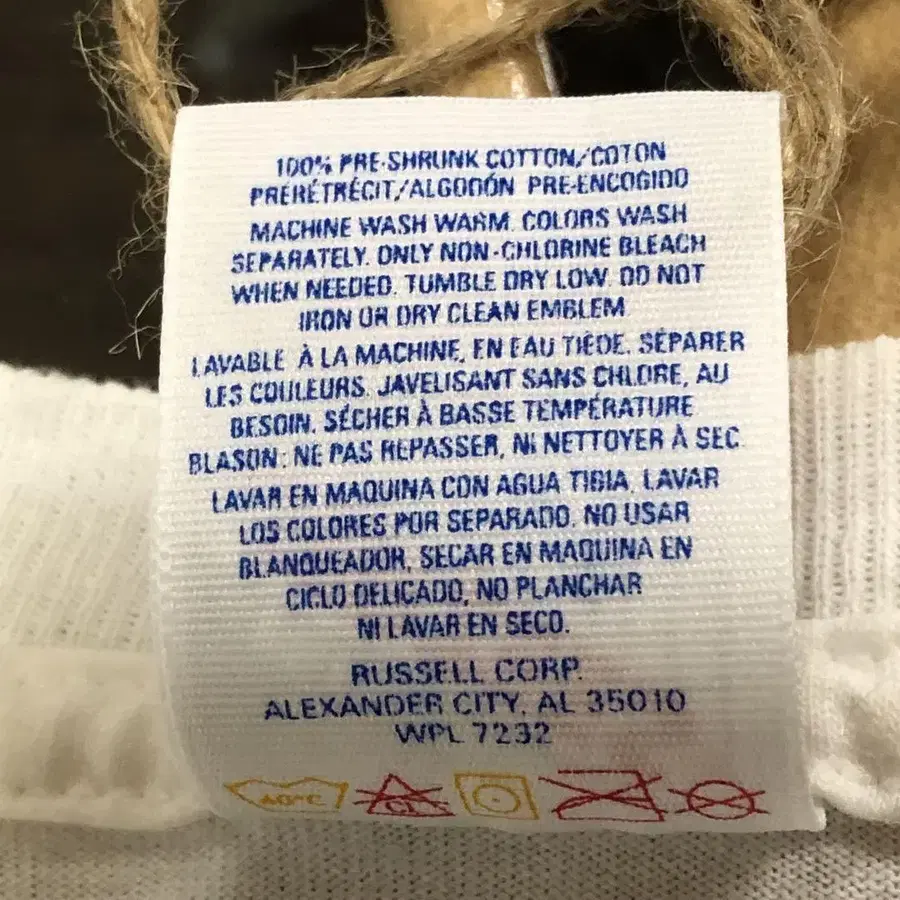 100% PRE-SHRUNK COTTON/COTON
PRÉRÉTRÉCIT/ALGODÓN PRE-ENCOGIDO
MACHINE WASH WARM. COLORS WASH
SEPARATELY. ONLY NON-CHLORINE BLEACH
WHEN NEEDED. TUMBLE DRY LOW. DO NOT
IRON OR DRY CLEAN EMBLEM
LAVABLE À LA MACHINE, EN EAU TIÈDE. SÉPARER
LES COULEURS. JAVELISANT SANS CHLORE, AU
BESOIN. SÉCHER À BASSE TEMPÉRATURE
BLASON: NE PAS REPASSER, NI NETTOYER À SEC.
LAVAR EN MAQUINA CON AGUA TIBIA. LAVAR
LOS COLORES POR SEPARADO. NO USAR
BLANQUEADOR, SECAR EN MAQUINA EN
CICLO DELICADO, NO PLANCHAR
NI LAVAR EN SECO.
RUSSELL CORP.
ALEXANDER CITY, AL 35010
WPL 7232
40°C CL